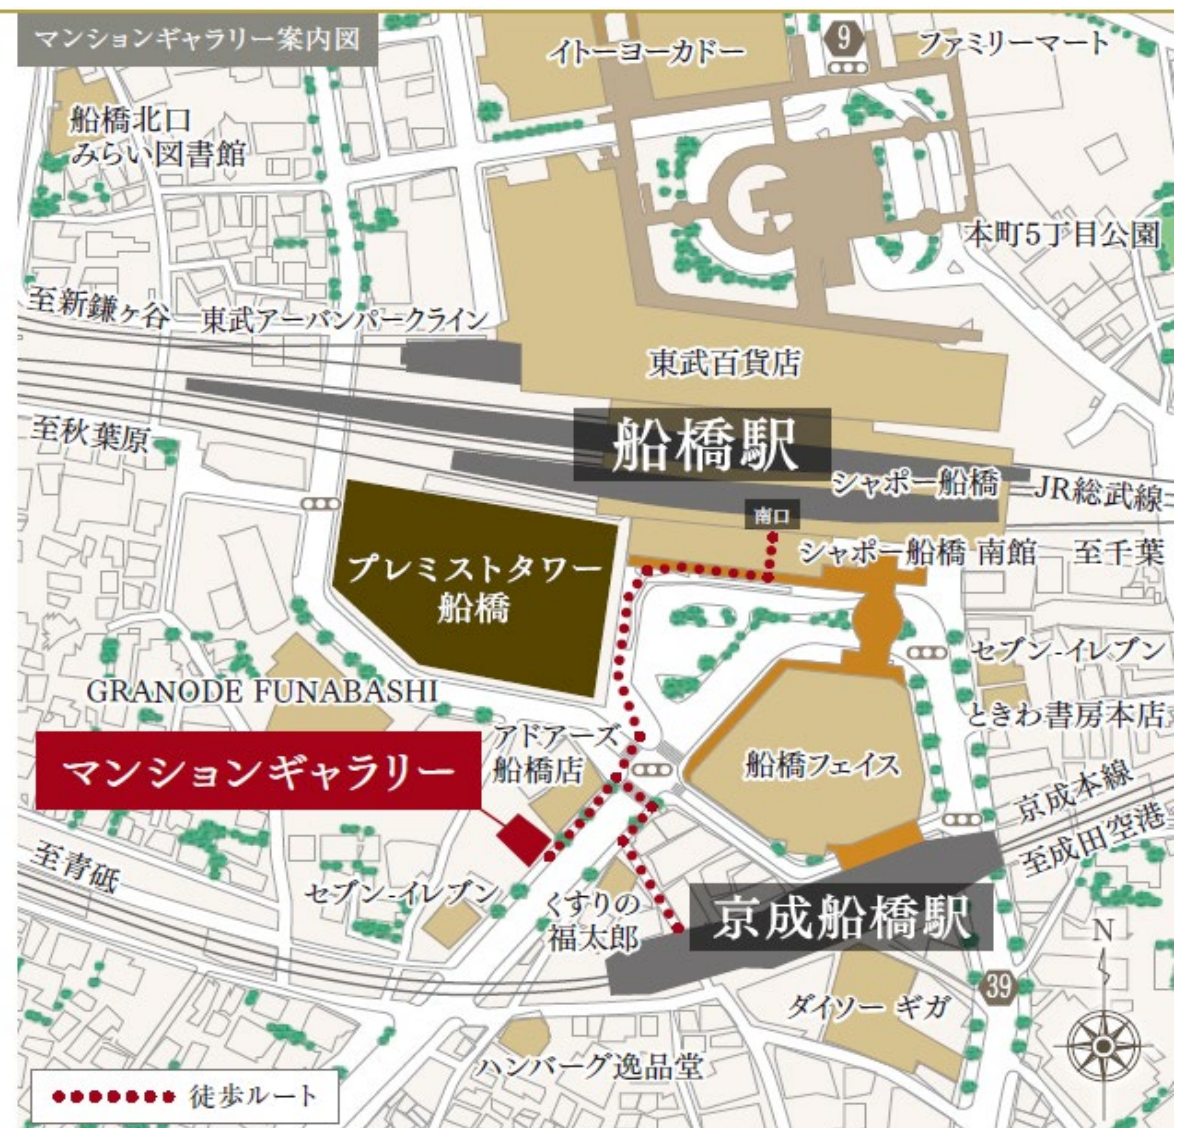 マンションギャラリー案内図
イトーヨーカドー
9
ファミリーマート
船橋北口
みらい図書館
本町5丁目公園
至新鎌ヶ谷
東武アーバンパークライン
東武百貨店
至秋葉原
船橋駅
シャポー船橋
JR総武線
南口
シャポー船橋 南館
至千葉
プレミストタワー
船橋
セブン-イレブン
GRANODE FUNABASHI
ときわ書房本店
アドアーズ
船橋店
マンションギャラリー
船橋フェイス
京成本線
至成田空港
至青砥
セブン-イレブン
くすりの
福太郎
京成船橋駅
N
39
ダイソー ギガ
ハンバーグ逸品堂
徒歩ルート